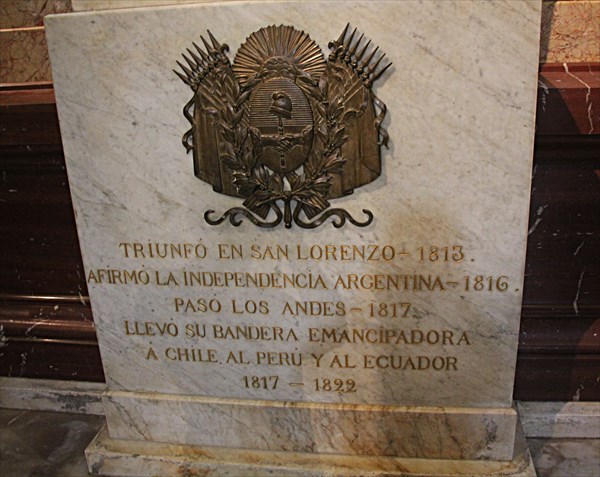 TRIUNFÓ EN SAN LORENZO - 1813.
AFIRMÓ LA INDEPENDENCIA ARGENTINA - 1816.
PASÓ LOS ANDES - 1817.
LLEVÓ SU BANDERA EMANCIPADORA
A CHILE, AL PERÚ Y AL ECUADOR
1817 - 1822